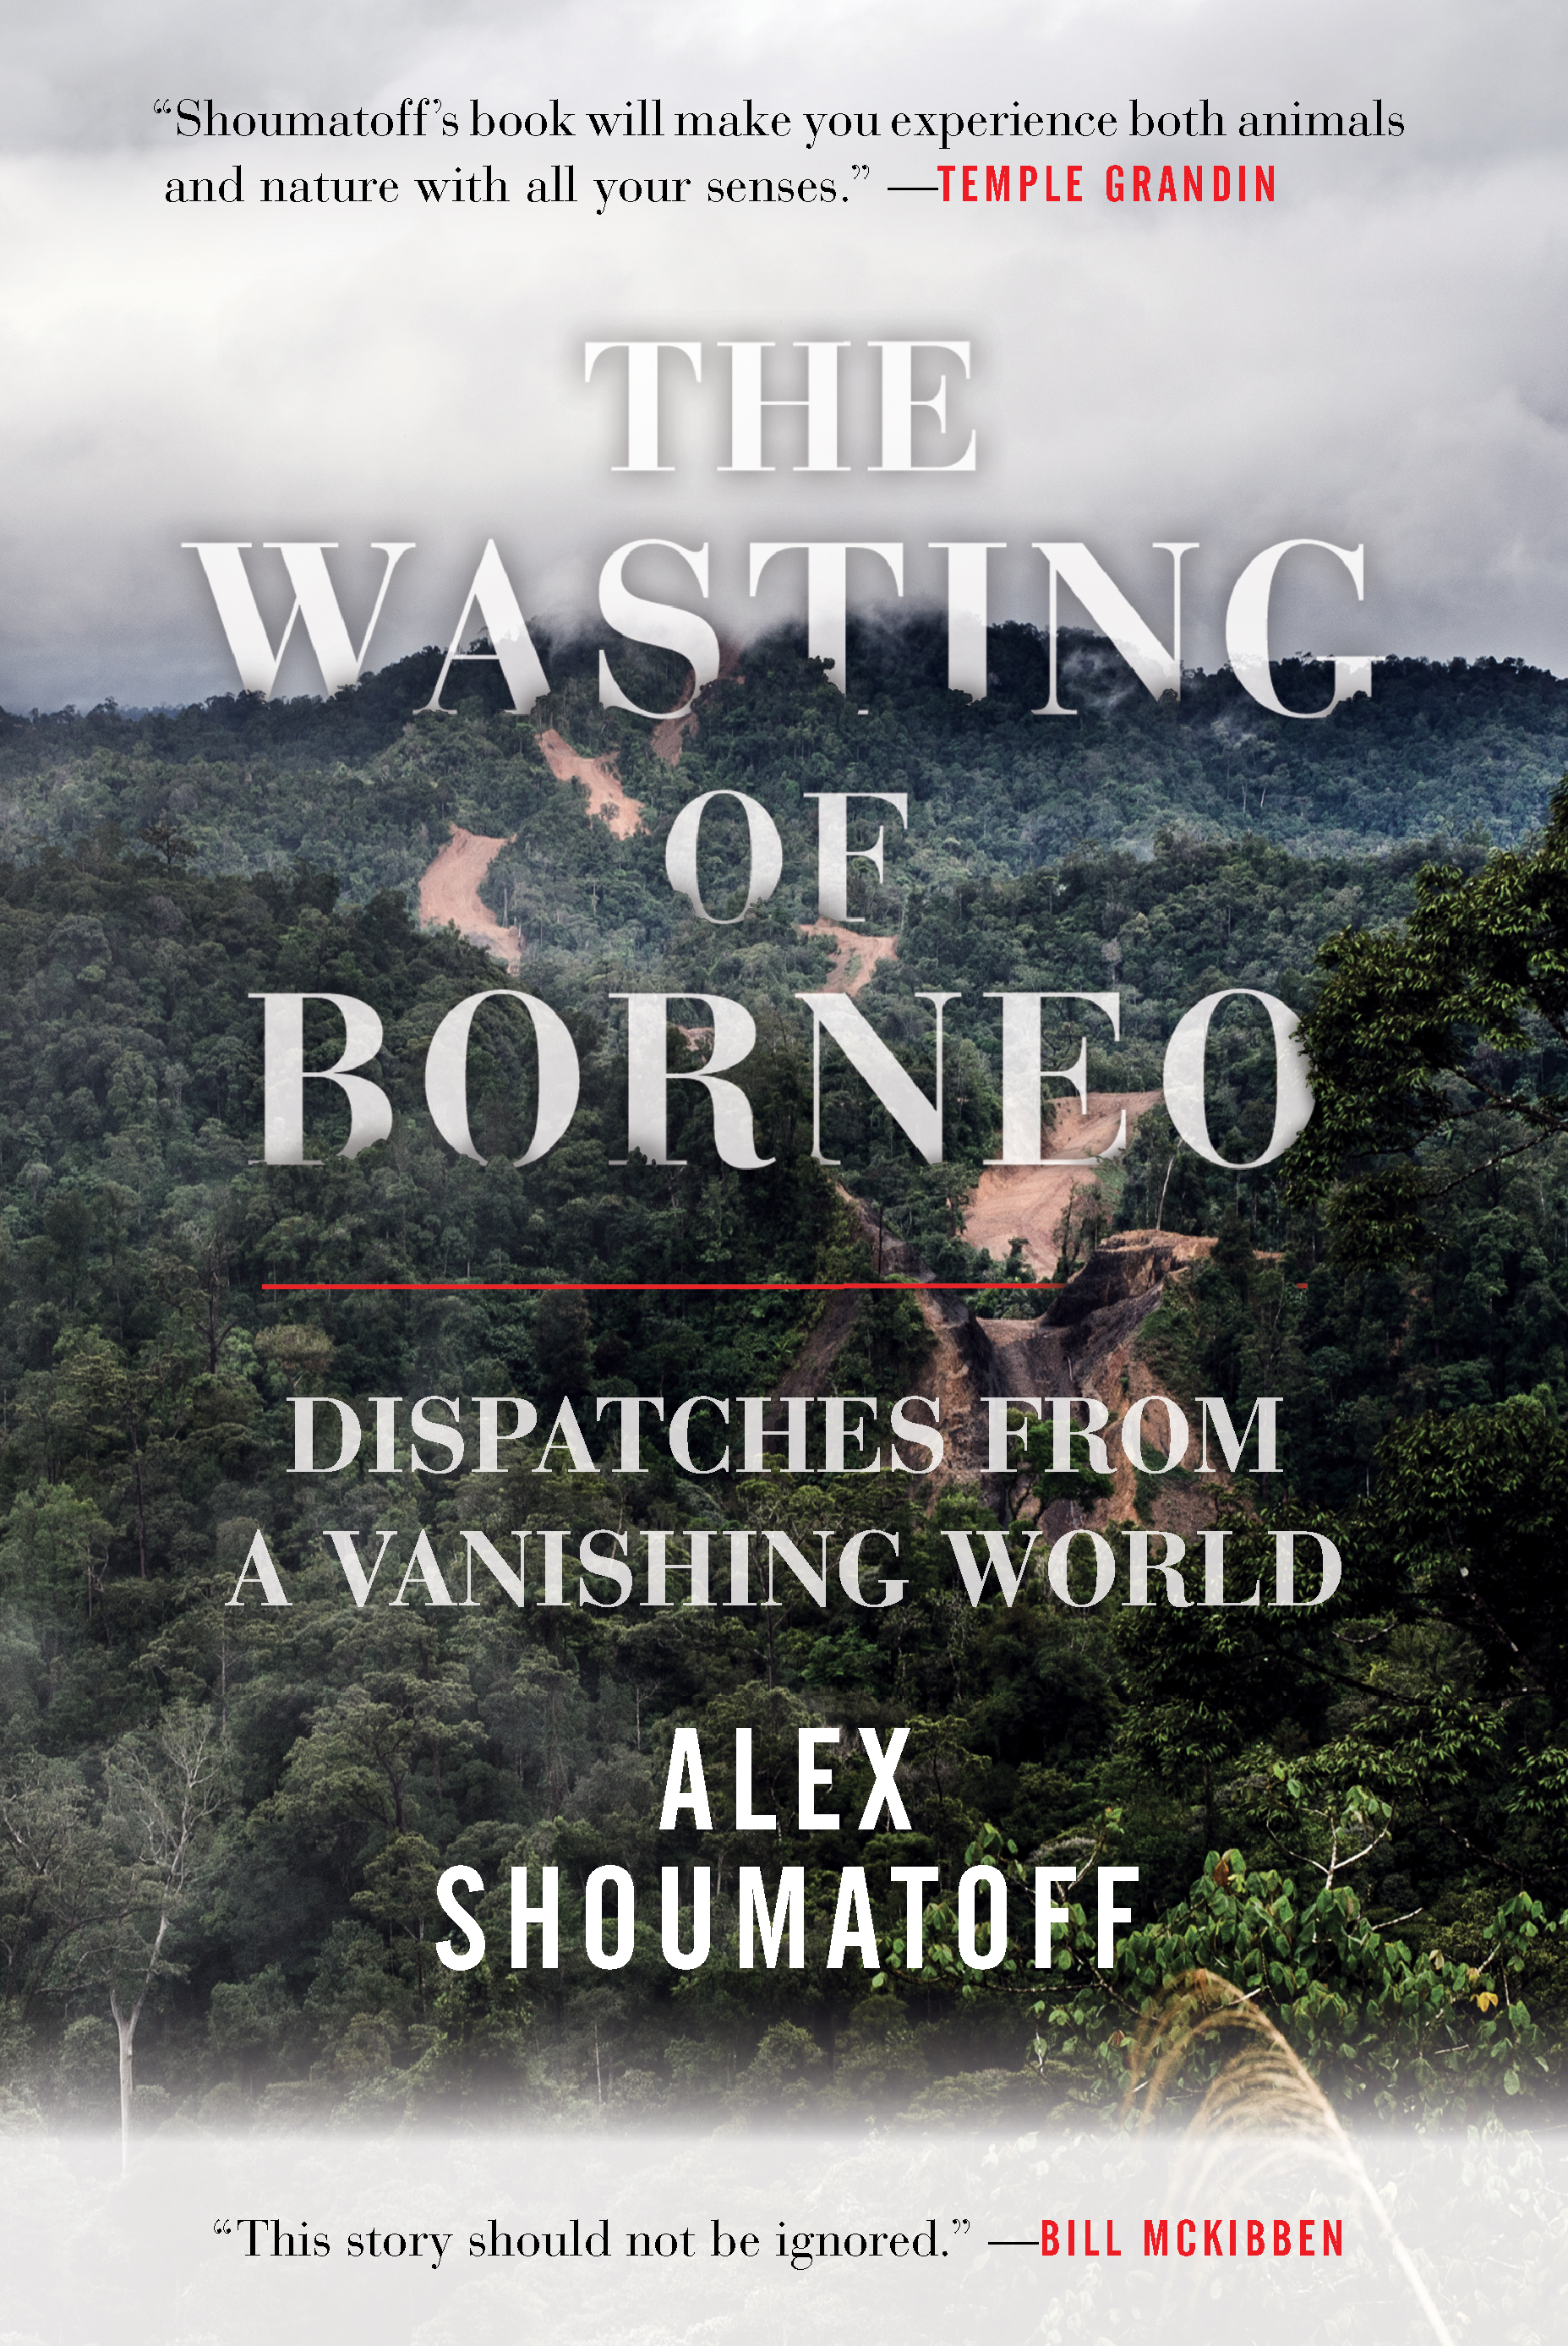 “Shoumatoff’s book will make you experience both animals
and nature with all your senses.” —TEMPLE GRANDIN
THE
WASTING
OF
BORNEO
DISPATCHES FROM
A VANISHING WORLD
ALEX
SHOUMATOFF
“This story should not be ignored.” —BILL MCKIBBEN